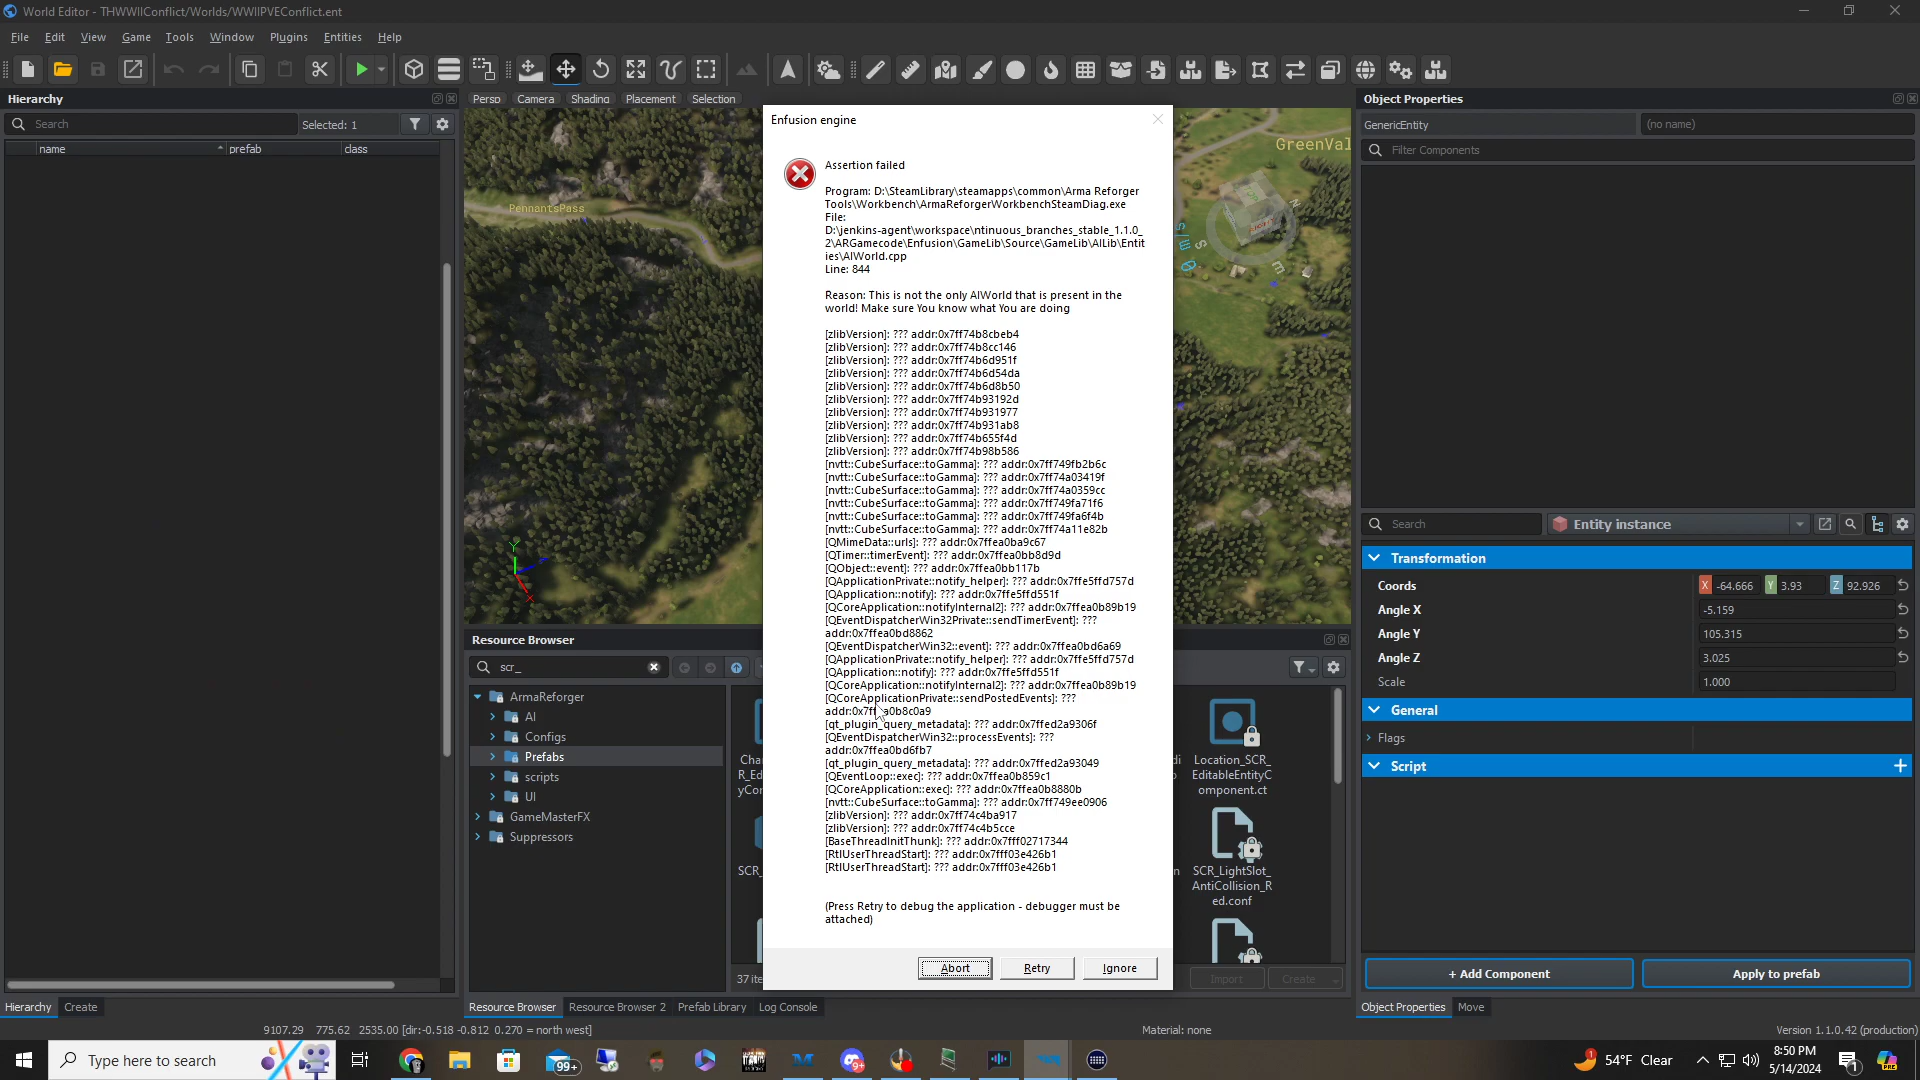 World Editor - THWWIIConflict/Worlds/WWIIPVEConflict.ent
File Edit View Game Tools Window Plugins Entities Help
Hierarchy
Search
Selected: 1
name prefab class
Persp Camera Shading Placement Selection
PennantsPass
GreenVal
Enfusion engine
Assertion failed
Program: D:\SteamLibrary\steamapps\common\Arma Reforger
Tools\Workbench\ArmaReforgerWorkbenchSteamDiag.exe
File:
D:\jenkins-agent\workspace\ntinuous_branches_stable_1.1.0_
2\ARGamecode\Enfusion\GameLib\Source\GameLib\AILib\Entit
ies\AIWorld.cpp
Line: 844
Reason: This is not the only AIWorld that is present in the
world! Make sure You know what You are doing
[zlibVersion]: ??? addr:0x7ff74b8cbeb4
[zlibVersion]: ??? addr:0x7ff74b8cc146
[zlibVersion]: ??? addr:0x7ff74b6d951f
[zlibVersion]: ??? addr:0x7ff74b6d54da
[zlibVersion]: ??? addr:0x7ff74b6d8b50
[zlibVersion]: ??? addr:0x7ff74b93192d
[zlibVersion]: ??? addr:0x7ff74b931977
[zlibVersion]: ??? addr:0x7ff74b931ab8
[zlibVersion]: ??? addr:0x7ff74b655f4d
[zlibVersion]: ??? addr:0x7ff74b98b586
[nvtt::CubeSurface::toGamma]: ??? addr:0x7ff749fb2b6c
[nvtt::CubeSurface::toGamma]: ??? addr:0x7ff74a03419f
[nvtt::CubeSurface::toGamma]: ??? addr:0x7ff74a0359cc
[nvtt::CubeSurface::toGamma]: ??? addr:0x7ff749fa71f6
[nvtt::CubeSurface::toGamma]: ??? addr:0x7ff749fa6f4b
[nvtt::CubeSurface::toGamma]: ??? addr:0x7ff74a11e82b
[QMimeData::urls]: ??? addr:0x7ffea0ba9c67
[QTimer::timerEvent]: ??? addr:0x7ffea0bb8d9d
[QObject::event]: ??? addr:0x7ffea0bb117b
[QApplicationPrivate::notify_helper]: ??? addr:0x7ffe5ffd757d
[QApplication::notify]: ??? addr:0x7ffe5ffd551f
[QCoreApplication::notifyInternal2]: ??? addr:0x7ffea0b89b19
[QEventDispatcherWin32Private::sendTimerEvent]: ???
addr:0x7ffea0bd8862
[QEventDispatcherWin32::event]: ??? addr:0x7ffea0bd6a69
[QApplicationPrivate::notify_helper]: ??? addr:0x7ffe5ffd757d
[QApplication::notify]: ??? addr:0x7ffe5ffd551f
[QCoreApplication::notifyInternal2]: ??? addr:0x7ffea0b89b19
[QCoreApplicationPrivate::sendPostedEvents]: ???
addr:0x7ffea0b8c0a9
[qt_plugin_query_metadata]: ??? addr:0x7ffed2a9306f
[QEventDispatcherWin32::processEvents]: ???
addr:0x7ffea0bd6fb7
[qt_plugin_query_metadata]: ??? addr:0x7ffed2a93049
[QEventLoop::exec]: ??? addr:0x7ffea0b859c1
[QCoreApplication::exec]: ??? addr:0x7ffea0b8880b
[nvtt::CubeSurface::toGamma]: ??? addr:0x7ff749ee0906
[zlibVersion]: ??? addr:0x7ff74c4ba917
[zlibVersion]: ??? addr:0x7ff74c4b5cce
[BaseThreadInitThunk]: ??? addr:0x7fff02717344
[RtlUserThreadStart]: ??? addr:0x7fff03e426b1
[RtlUserThreadStart]: ??? addr:0x7fff03e426b1
(Press Retry to debug the application - debugger must be
attached)
Abort Retry Ignore
Object Properties
GenericEntity (no name)
Filter Components
Search Entity instance
Transformation
Coords X -64.666 Y 3.93 Z 92.926
Angle X -5.159
Angle Y 105.315
Angle Z 3.025
Scale 1.000
General
Flags
Script
+ Add Component Apply to prefab
Object Properties Move
Resource Browser
scr_
ArmaReforger
AI
Configs
Prefabs
scripts
UI
GameMasterFX
Suppressors
Location_SCR_
EditableEntityC
omponent.ct
SCR_LightSlot_
AntiCollision_R
ed.conf
Import Create
Hierarchy Create
Resource Browser Resource Browser 2 Prefab Library Log Console
9107.29 775.62 2535.00 [dir:-0.518 -0.812 0.270 = north west]
Material: none
Version 1.1.0.42 (production)
Type here to search
99+
54°F Clear
8:50 PM
5/14/2024